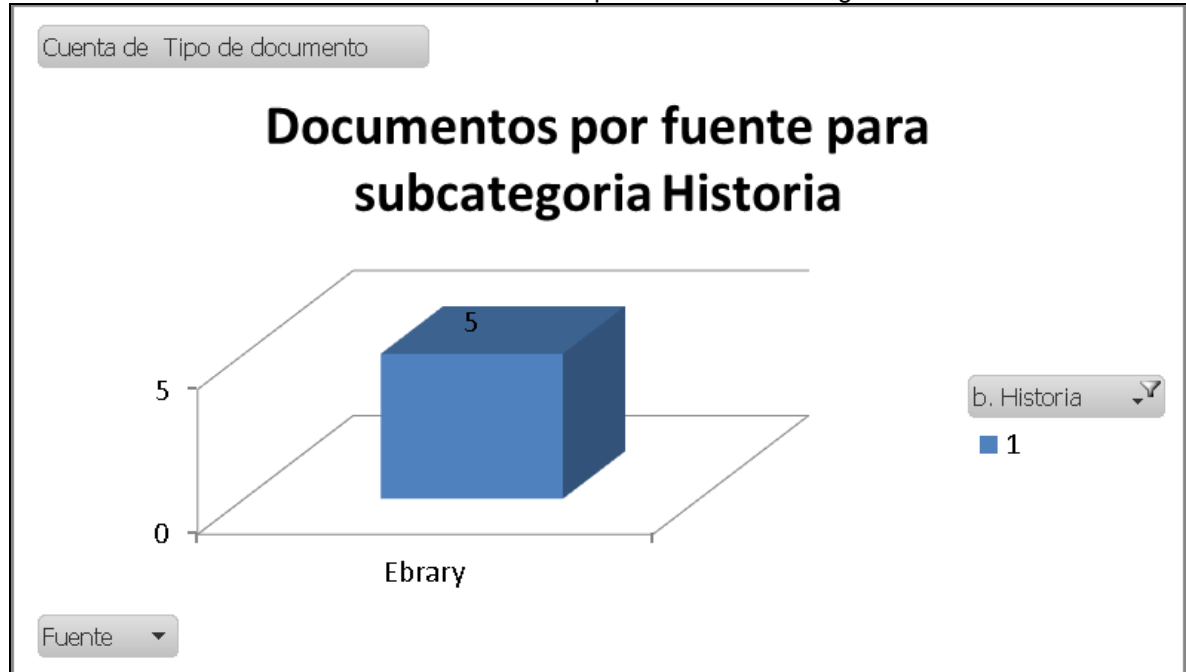 Cuenta de Tipo de documento
Documentos por fuente para
subcategoria Historia
5
5
0
Ebrary
b. Historia
1
Fuente